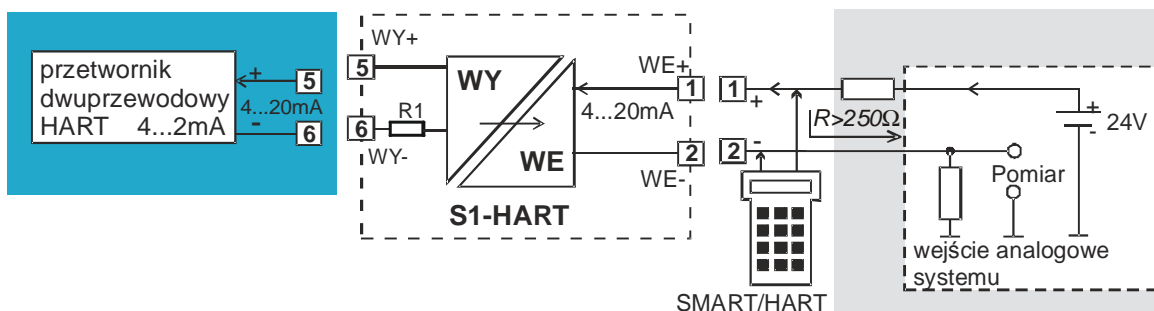 przetwornik
dwuprzewodowy
HART 4...2mA
+
5
4...20mA
-
6
WY+
5
6
R1
WY-
WY
WE
S1-HART
WE+
1
4...20mA
2
WE-
1
+
-
2
SMART/HART
R>250Ω
+
-
24V
Pomiar
wejście analogowe
systemu